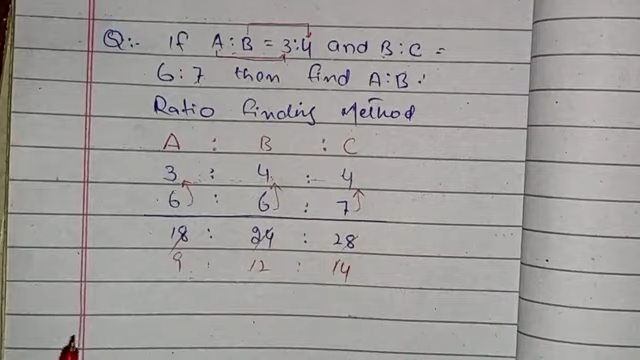 Q:- If A:B = 3:4 and B:C =
6:7 then find A:B.
Ratio finding Method
A : B : C
3 : 4 : 4
6 : 6 : 7
18 : 24 : 28
9 : 12 : 14